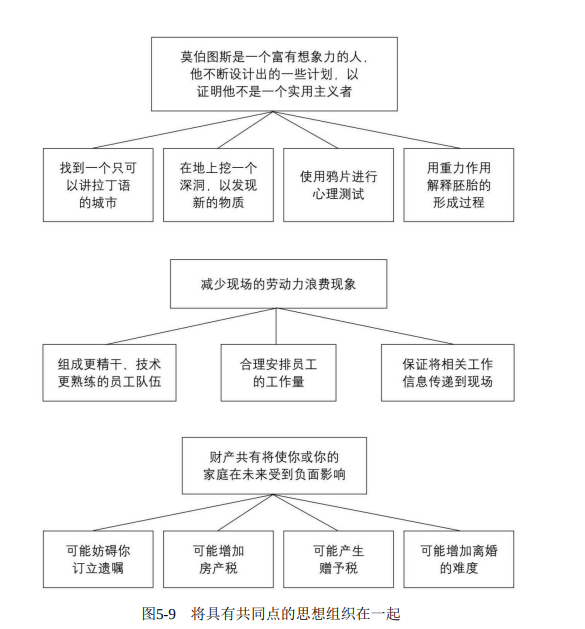 莫伯图斯是一个富有想象力的人，
他不断设计出的一些计划，以
证明他不是一个实用主义者
找到一个只可
以讲拉丁语
的城市
在地上挖一个
深洞，以发现
新的物质
使用鸦片进行
心理测试
用重力作用
解释胚胎的
形成过程
减少现场的劳动力浪费现象
组成更精干、技术
更熟练的员工队伍
合理安排员工
的工作量
保证将相关工作
信息传递到现场
财产共有将使你或你的
家庭在未来受到负面影响
可能妨碍你
订立遗嘱
可能增加
房产税
可能产生
赠予税
可能增加离婚
的难度
图5-9　将具有共同点的思想组织在一起